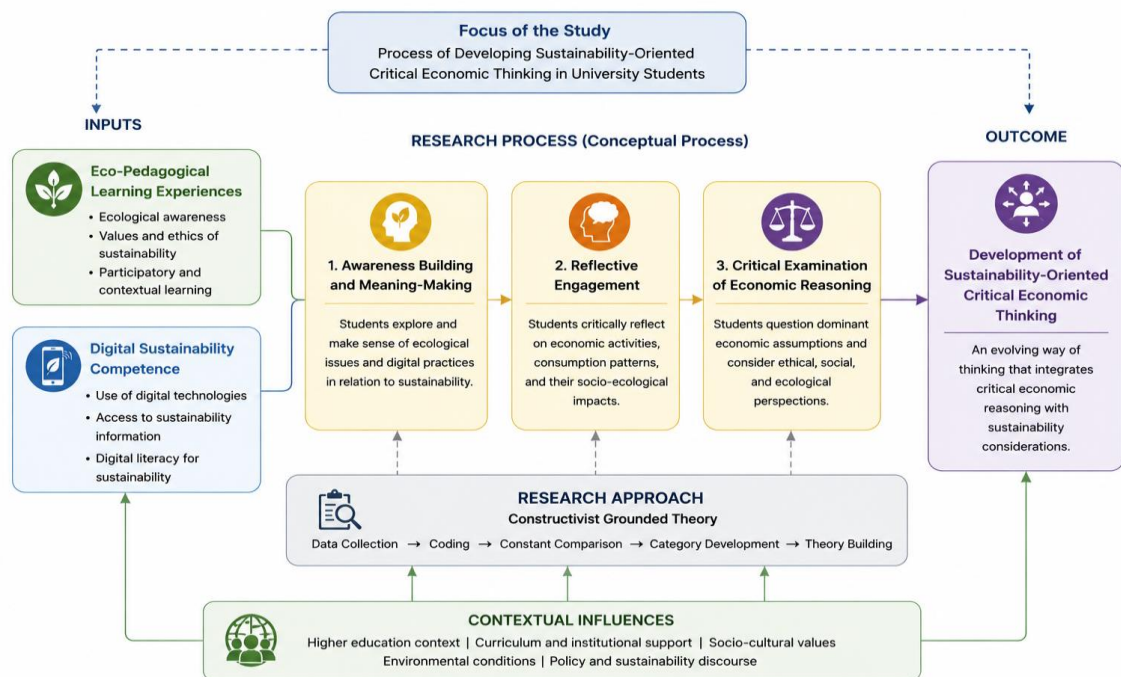 Focus of the Study
Process of Developing Sustainability-Oriented
Critical Economic Thinking in University Students
INPUTS
RESEARCH PROCESS (Conceptual Process)
OUTCOME
Eco-Pedagogical
Learning Experiences
• Ecological awareness
• Values and ethics of
sustainability
• Participatory and
contextual learning
Digital Sustainability
Competence
• Use of digital technologies
• Access to sustainability
information
• Digital literacy for
sustainability
1. Awareness Building
and Meaning-Making
Students explore and
make sense of ecological
issues and digital practices
in relation to sustainability.
2. Reflective
Engagement
Students critically reflect
on economic activities,
consumption patterns,
and their socio-ecological
impacts.
3. Critical Examination
of Economic Reasoning
Students question dominant
economic assumptions and
consider ethical, social,
and ecological
perspections.
Development of
Sustainability-Oriented
Critical Economic
Thinking
An evolving way of
thinking that integrates
critical economic
reasoning with
sustainability
considerations.
RESEARCH APPROACH
Constructivist Grounded Theory
Data Collection → Coding → Constant Comparison → Category Development → Theory Building
CONTEXTUAL INFLUENCES
Higher education context | Curriculum and institutional support | Socio-cultural values
Environmental conditions | Policy and sustainability discourse